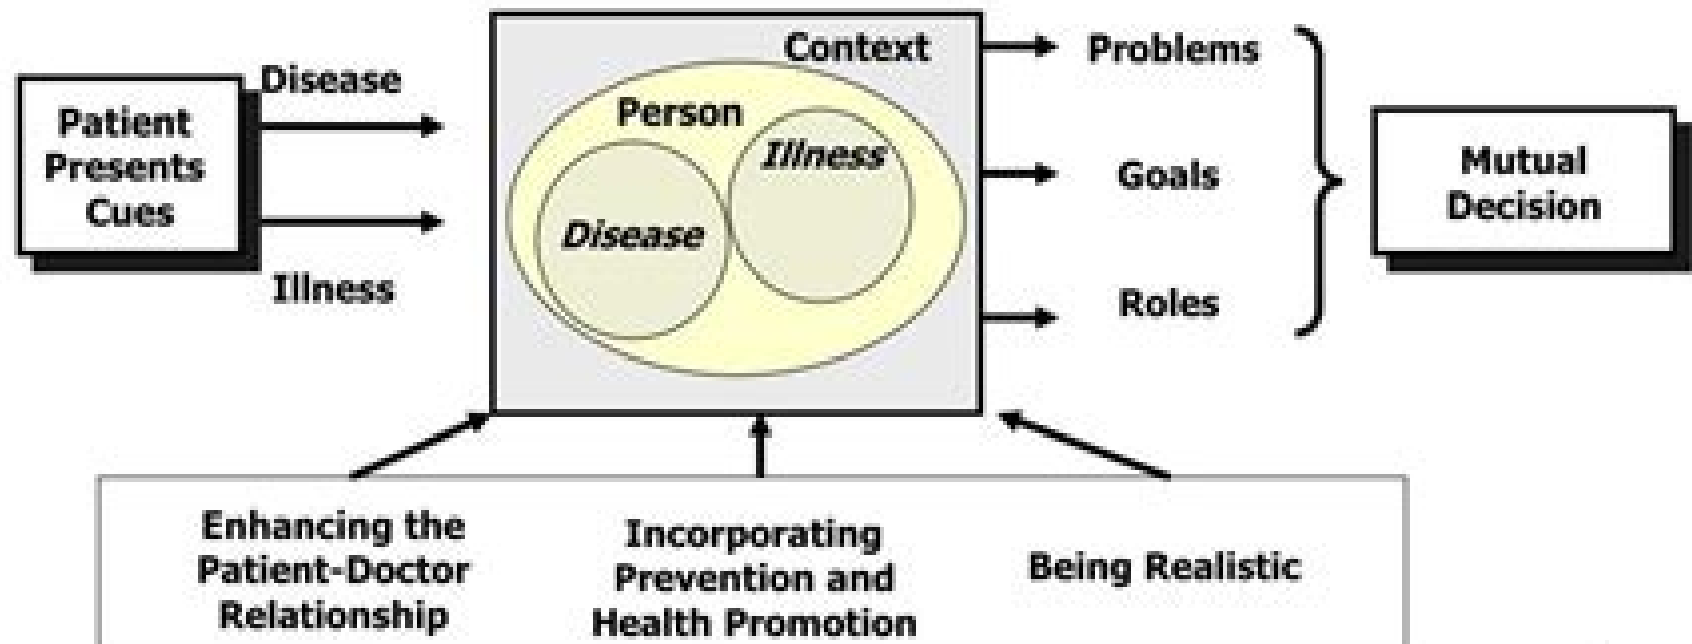 Patient
Presents
Cues
Disease
Illness
Context
Person
Illness
Disease
Problems
Goals
Roles
Mutual
Decision
Enhancing the
Patient-Doctor
Relationship
Incorporating
Prevention and
Health Promotion
Being Realistic